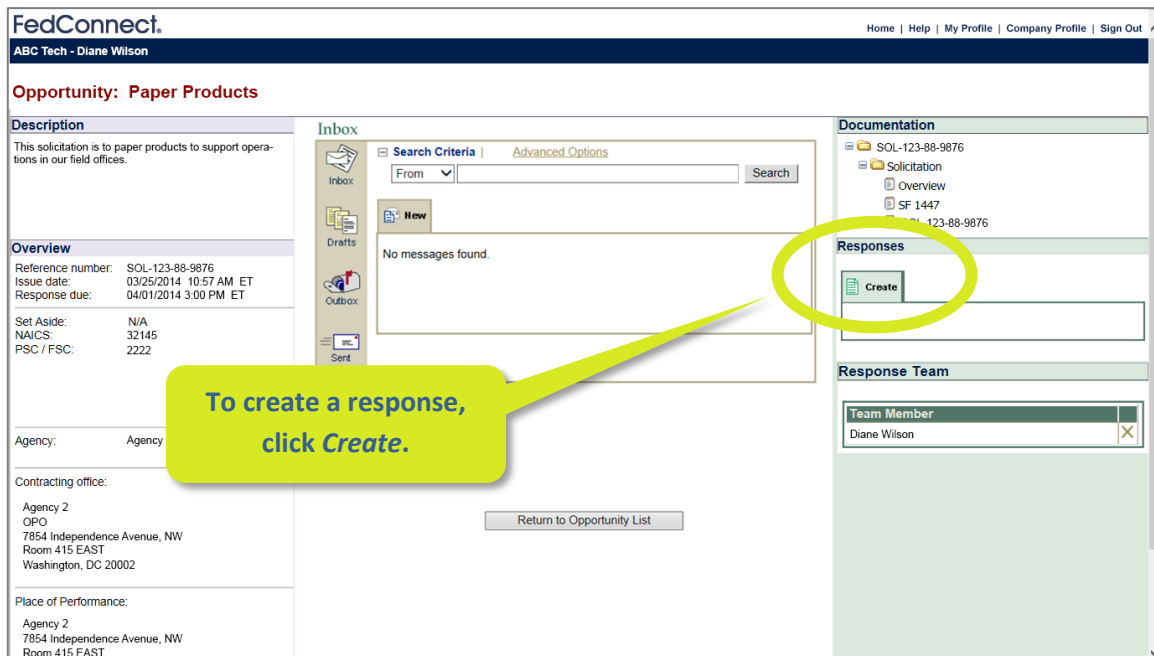 FedConnect.
Home | Help | My Profile | Company Profile | Sign Out
ABC Tech - Diane Wilson
Opportunity: Paper Products
Description
This solicitation is to paper products to support opera-
tions in our field offices.
Overview
Reference number: SOL-123-88-9876
Issue date: 03/25/2014 10:57 AM ET
Response due: 04/01/2014 3:00 PM ET
Set Aside: N/A
NAICS: 32145
PSC / FSC: 2222
Agency: Agency
Contracting office:
Agency 2
OPO
7854 Independence Avenue, NW
Room 415 EAST
Washington, DC 20002
Place of Performance:
Agency 2
7854 Independence Avenue, NW
Room 415 EAST
Inbox
Inbox
Drafts
Outbox
Sent
Search Criteria | Advanced Options
From Search
New
No messages found.
To create a response,
click Create.
Return to Opportunity List
Documentation
SOL-123-88-9876
Solicitation
Overview
SF 1447
-123-88-9876
Responses
Create
Response Team
Team Member
Diane Wilson